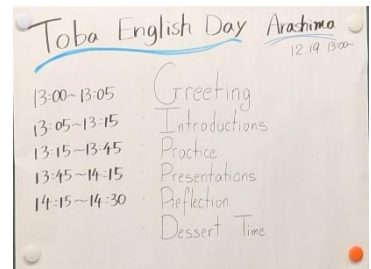 Toba English Day Arashima
12.19 13:00~
13:00~13:05 Greeting
13:05~13:15 Introductions
13:15~13:45 Practice
13:45~14:15 Presentations
14:15~14:30 Reflection
Dessert Time